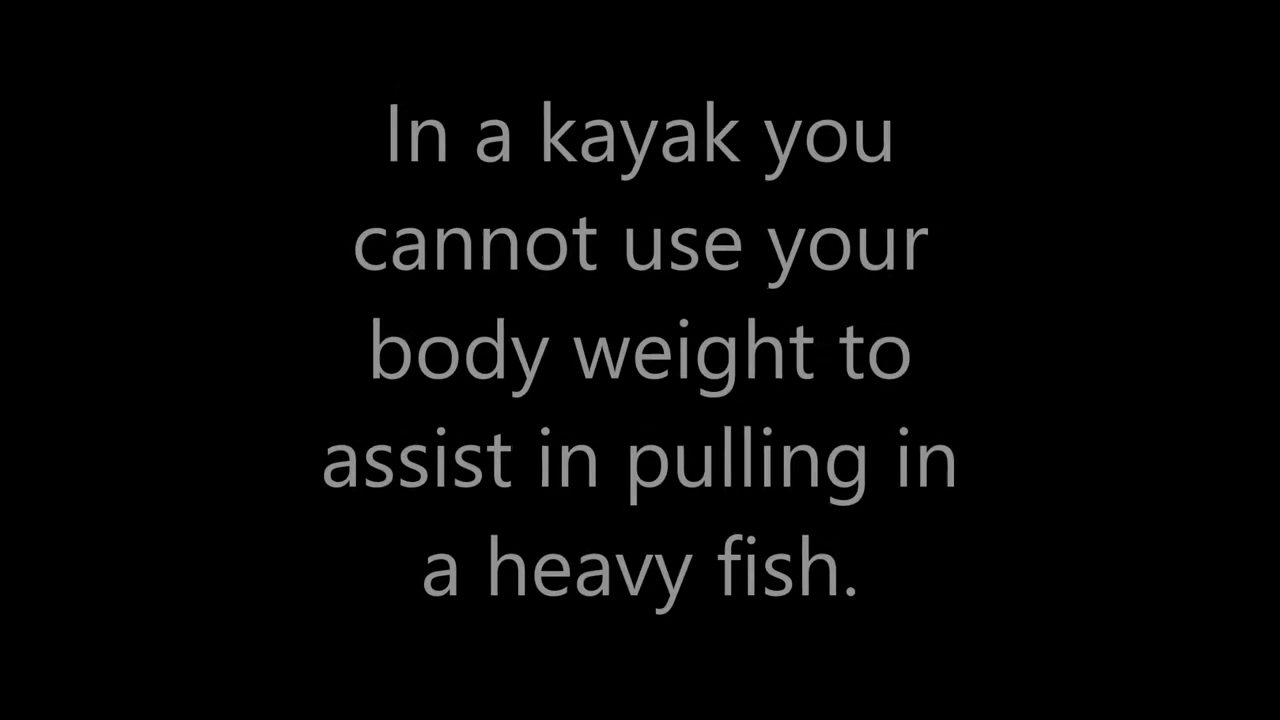 In a kayak you
cannot use your
body weight to
assist in pulling in
a heavy fish.